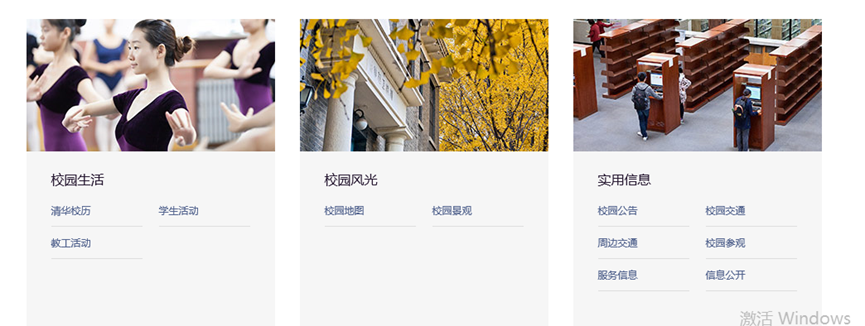 校园生活
清华校历
学生活动
教工活动
校园风光
校园地图
校园景观
实用信息
校园公告
校园交通
周边交通
校园参观
服务信息
信息公开
激活 Windows